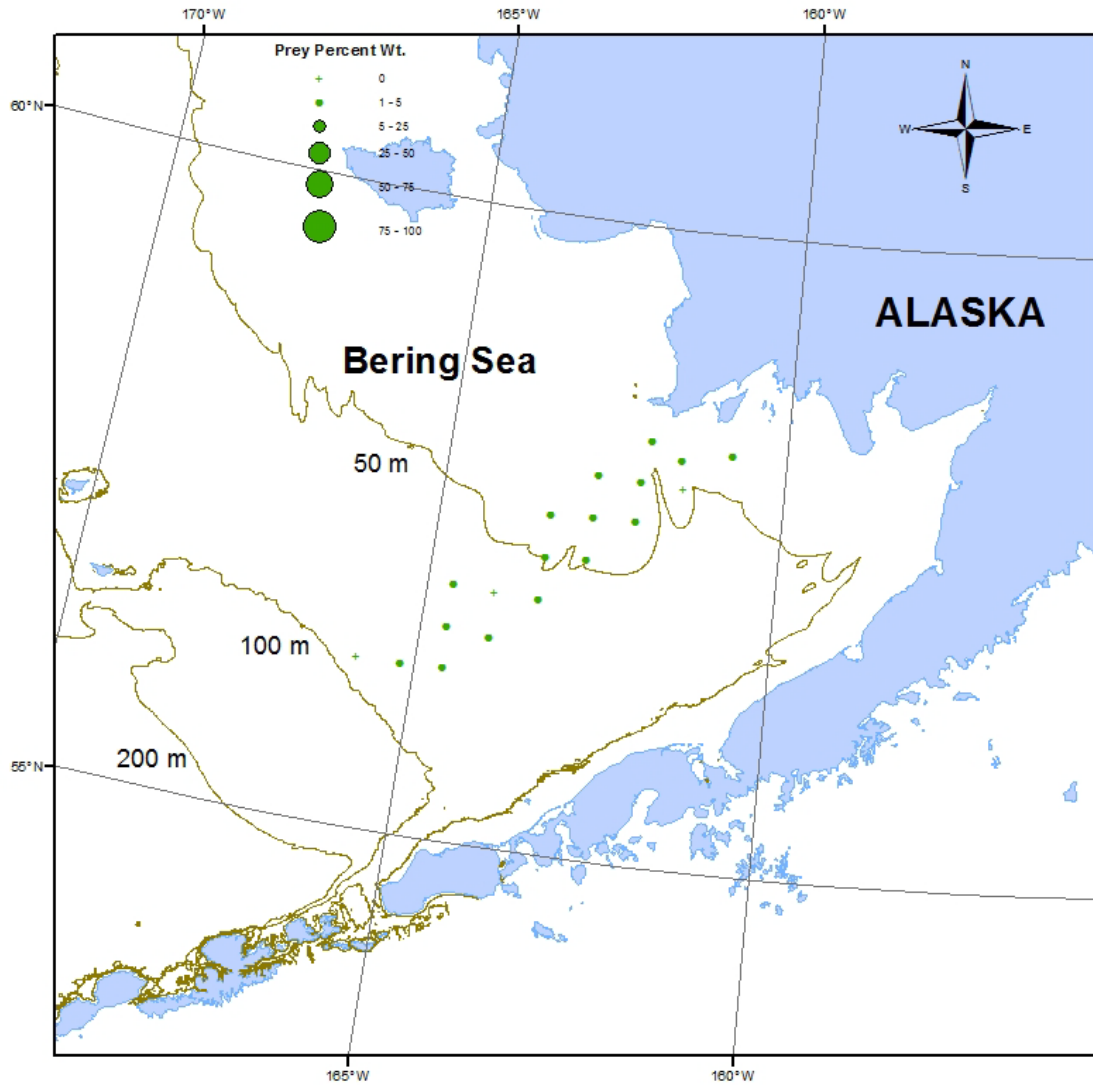 170°W 165°W 160°W
Prey Percent Wt.
0
1 - 5
5 - 25
25 - 50
50 - 75
75 - 100
N
W E
S
60°N
ALASKA
Bering Sea
50 m
100 m
200 m
55°N
165°W 160°W